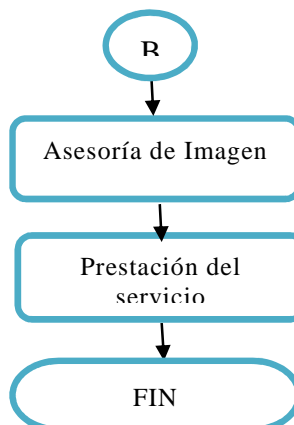 B
Asesoría de Imagen
Prestación del
servicio
FIN